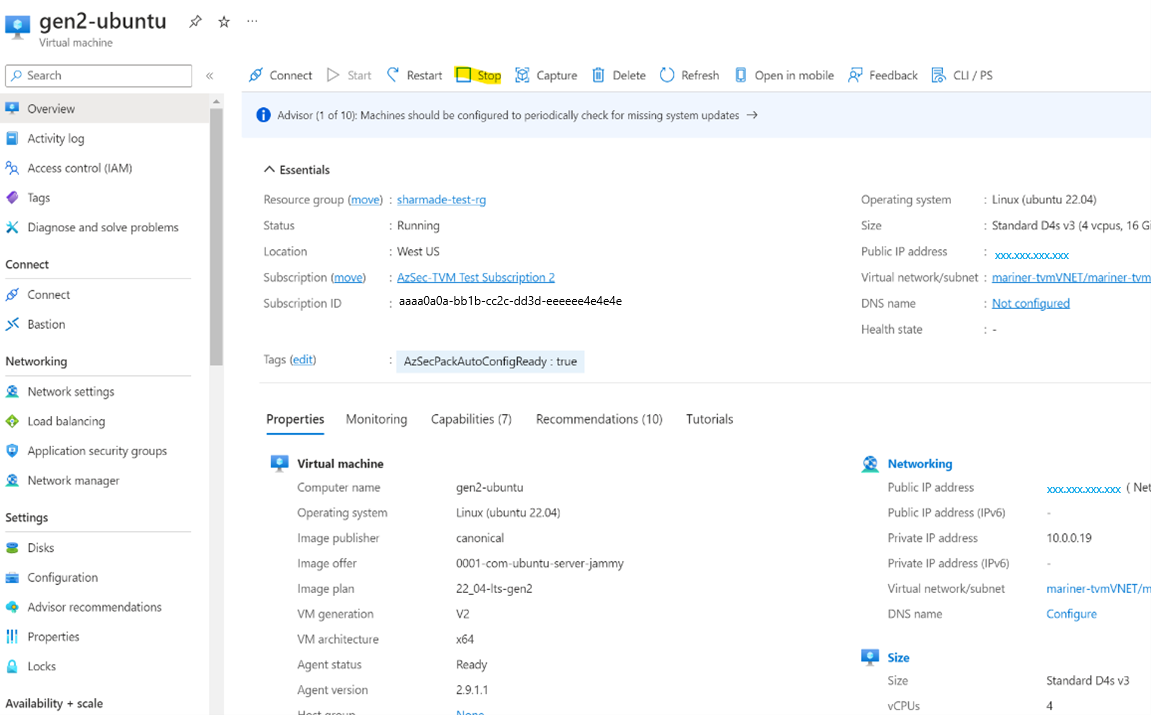 gen2-ubuntu
Virtual machine
Search
Connect Start Restart Stop Capture Delete Refresh Open in mobile Feedback CLI / PS
Advisor (1 of 10): Machines should be configured to periodically check for missing system updates →
Overview
Activity log
Access control (IAM)
Tags
Diagnose and solve problems
Connect
Connect
Bastion
Networking
Network settings
Load balancing
Application security groups
Network manager
Settings
Disks
Configuration
Advisor recommendations
Properties
Locks
Availability + scale
Essentials
Resource group (move) : sharmade-test-rg
Status : Running
Location : West US
Subscription (move) : AzSec-TVM Test Subscription 2
Subscription ID : aaaa0a0a-bb1b-cc2c-dd3d-eeeeee4e4e4e
Operating system : Linux (ubuntu 22.04)
Size : Standard D4s v3 (4 vcpus, 16 Gi
Public IP address : xxx.xxx.xxx.xxx
Virtual network/subnet : mariner-tvmVNET/mariner-tvm
DNS name : Not configured
Health state : -
Tags (edit) : AzSecPackAutoConfigReady : true
Properties Monitoring Capabilities (7) Recommendations (10) Tutorials
Virtual machine
Computer name gen2-ubuntu
Operating system Linux (ubuntu 22.04)
Image publisher canonical
Image offer 0001-com-ubuntu-server-jammy
Image plan 22_04-lts-gen2
VM generation V2
VM architecture x64
Agent status Ready
Agent version 2.9.1.1
Host group None
Networking
Public IP address xxx.xxx.xxx.xxx ( Net
Public IP address (IPv6) -
Private IP address 10.0.0.19
Private IP address (IPv6) -
Virtual network/subnet mariner-tvmVNET/m
DNS name Configure
Size
Size Standard D4s v3
vCPUs 4